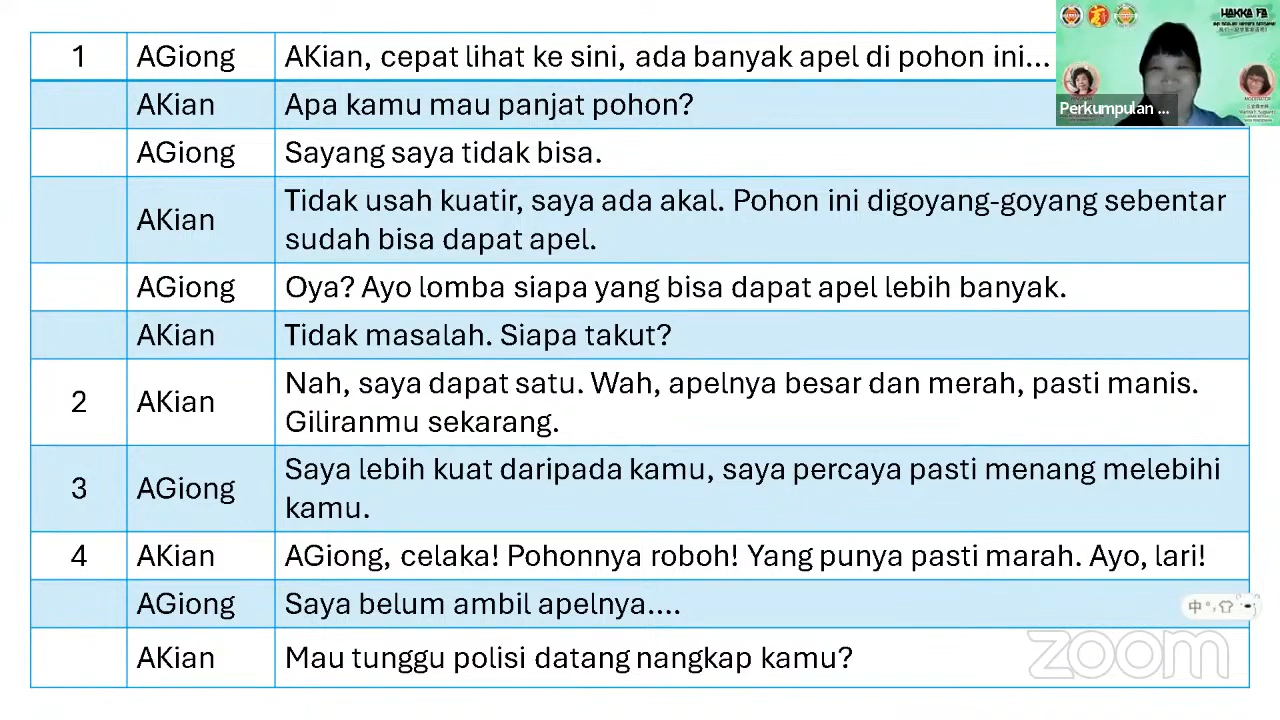 1 AGiong AKian, cepat lihat ke sini, ada banyak apel di pohon ini...
AKian Apa kamu mau panjat pohon?
AGiong Sayang saya tidak bisa.
AKian Tidak usah kuatir, saya ada akal. Pohon ini digoyang-goyang sebentar
sudah bisa dapat apel.
AGiong Oya? Ayo lomba siapa yang bisa dapat apel lebih banyak.
AKian Tidak masalah. Siapa takut?
2 AKian Nah, saya dapat satu. Wah, apelnya besar dan merah, pasti manis.
Giliranmu sekarang.
3 AGiong Saya lebih kuat daripada kamu, saya percaya pasti menang melebihi
kamu.
4 AKian AGiong, celaka! Pohonnya roboh! Yang punya pasti marah. Ayo, lari!
AGiong Saya belum ambil apelnya....
AKian Mau tunggu polisi datang nangkap kamu?
HAKKA FA
Perkumpulan ...
MODERATOR
中
zoom